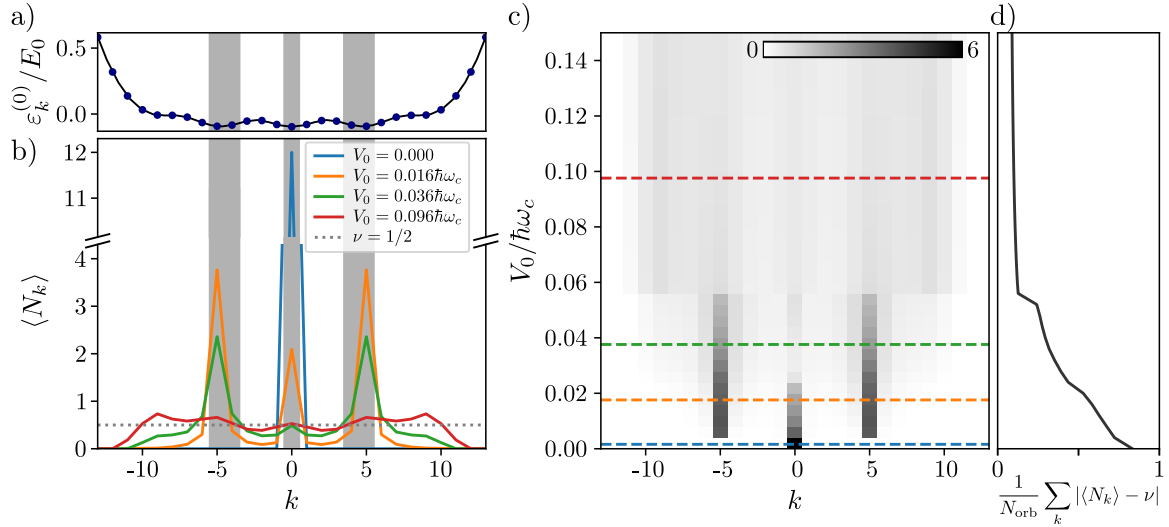 a)
ε_k^(0)/E_0
0.5
0.0
b)
⟨N_k⟩
12
11
4
3
2
1
0
V_0 = 0.000
V_0 = 0.016ℏω_c
V_0 = 0.036ℏω_c
V_0 = 0.096ℏω_c
ν = 1/2
-10 -5 0 5 10
k
c)
V_0/ℏω_c
0.14
0.12
0.10
0.08
0.06
0.04
0.02
0.00
0 6
-10 -5 0 5 10
k
d)
0 1
1/N_orb ∑_k |⟨N_k⟩ − ν|